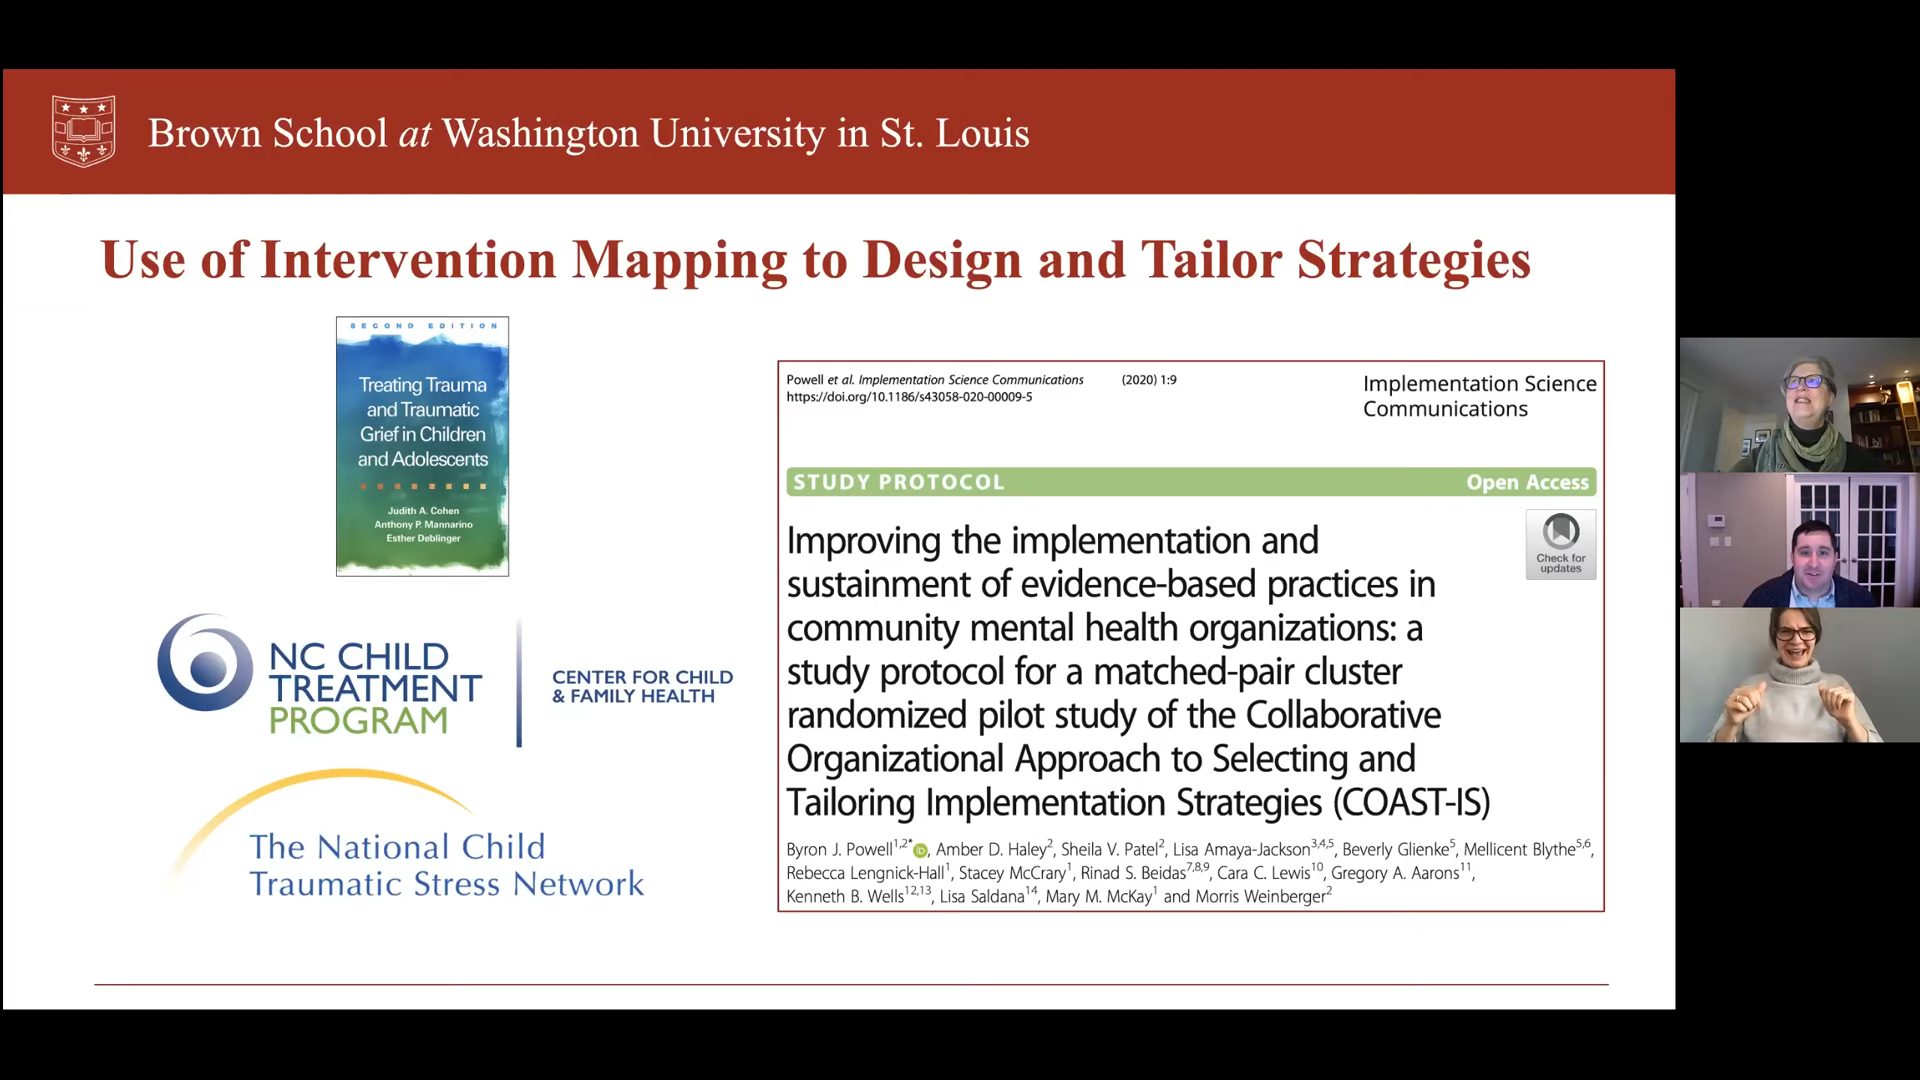 Brown School at Washington University in St. Louis
Use of Intervention Mapping to Design and Tailor Strategies
SECOND EDITION
Treating Trauma
and Traumatic
Grief in Children
and Adolescents
Judith A. Cohen
Anthony P. Mannarino
Esther Deblinger
NC CHILD
TREATMENT
PROGRAM
CENTER FOR CHILD
& FAMILY HEALTH
The National Child
Traumatic Stress Network
Powell et al. Implementation Science Communications (2020) 1:9
https://doi.org/10.1186/s43058-020-00009-5
Implementation Science
Communications
STUDY PROTOCOL Open Access
Improving the implementation and
sustainment of evidence-based practices in
community mental health organizations: a
study protocol for a matched-pair cluster
randomized pilot study of the Collaborative
Organizational Approach to Selecting and
Tailoring Implementation Strategies (COAST-IS)
Check for
updates
Byron J. Powell1,2* iD, Amber D. Haley2, Sheila V. Patel2, Lisa Amaya-Jackson3,4,5, Beverly Glienke5, Mellicent Blythe5,6,
Rebecca Lengnick-Hall1, Stacey McCrary1, Rinad S. Beidas7,8,9, Cara C. Lewis10, Gregory A. Aarons11,
Kenneth B. Wells12,13, Lisa Saldana14, Mary M. McKay1 and Morris Weinberger2